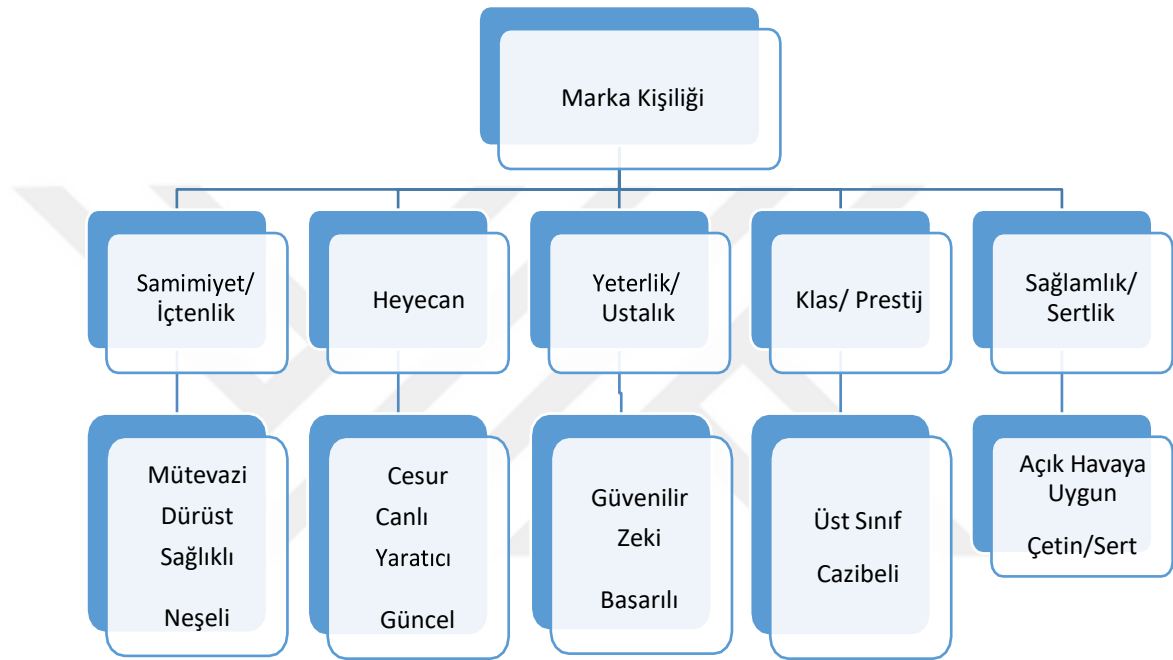 Marka Kişiliği
Samimiyet/
İçtenlik
Heyecan
Yeterlik/
Ustalık
Klas/ Prestij
Sağlamlık/
Sertlik
Mütevazi
Dürüst
Sağlıklı
Neşeli
Cesur
Canlı
Yaratıcı
Güncel
Güvenilir
Zeki
Basarılı
Üst Sınıf
Cazibeli
Açık Havaya
Uygun
Çetin/Sert